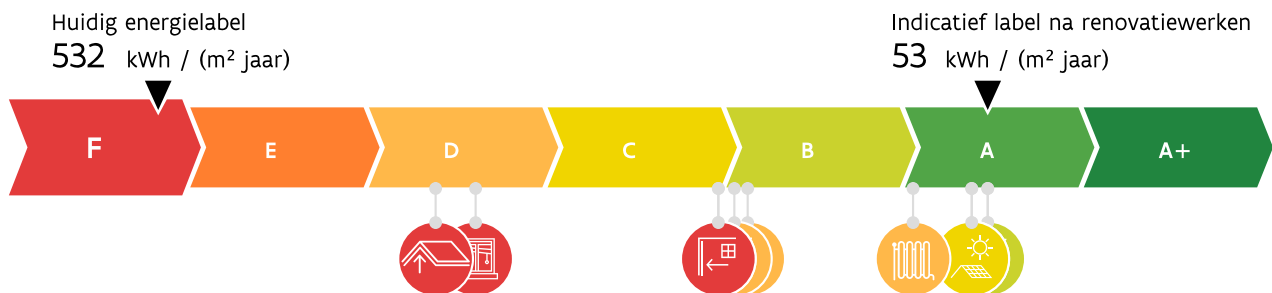 Huidig energielabel
532 kWh / (m² jaar)
Indicatief label na renovatiewerken
53 kWh / (m² jaar)
F E D C B A A+